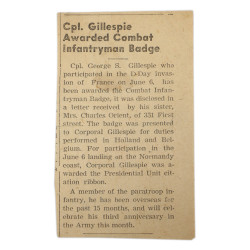 Cpl. Gillespie
Awarded Combat
Infantryman Badge
Cpl. George S. Gillespie who
participated in the D-Day invas-
ion of France on June 6, has
been awarded the Combat Infan-
tryman Badge, it was disclosed in
a letter received by his sister,
Mrs. Charles Orient, of 331 First
street. The badge was presented
to Corporal Gillespie for duties
performed in Holland and Bel-
gium. For participation in the
June 6 landing on the Normandy
coast, Corporal Gillespie was a-
warded the Presidential Unit cit-
ation ribbon.
A member of the paratroop in-
fantry, he has been overseas for
the past 15 months, and will cele-
brate his third anniversary in
the Army this month.